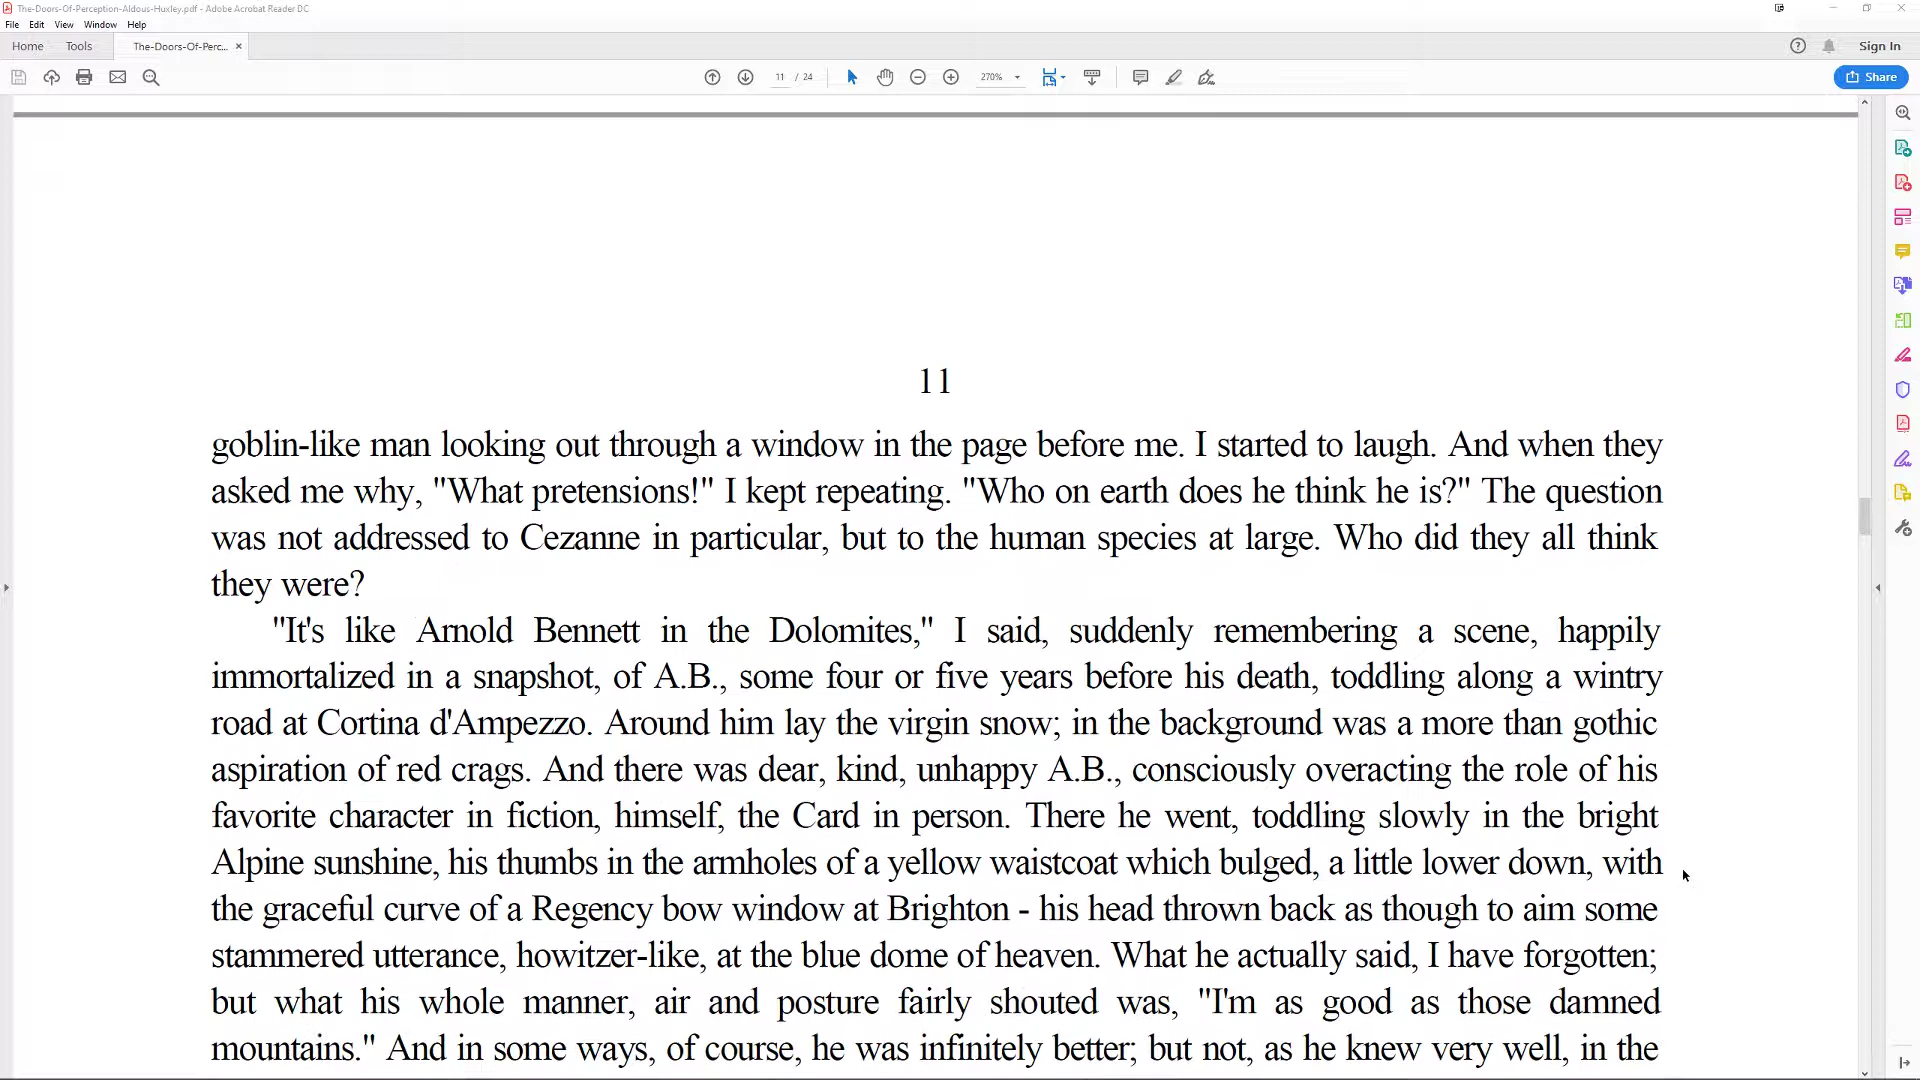 The-Doors-Of-Perception-Aldous-Huxley.pdf - Adobe Acrobat Reader DC
File Edit View Window Help
Home Tools The-Doors-Of-Perc... × Sign In
11 / 24 270% Share
11
goblin-like man looking out through a window in the page before me. I started to laugh. And when they
asked me why, "What pretensions!" I kept repeating. "Who on earth does he think he is?" The question
was not addressed to Cezanne in particular, but to the human species at large. Who did they all think
they were?
"It's like Arnold Bennett in the Dolomites," I said, suddenly remembering a scene, happily
immortalized in a snapshot, of A.B., some four or five years before his death, toddling along a wintry
road at Cortina d'Ampezzo. Around him lay the virgin snow; in the background was a more than gothic
aspiration of red crags. And there was dear, kind, unhappy A.B., consciously overacting the role of his
favorite character in fiction, himself, the Card in person. There he went, toddling slowly in the bright
Alpine sunshine, his thumbs in the armholes of a yellow waistcoat which bulged, a little lower down, with
the graceful curve of a Regency bow window at Brighton - his head thrown back as though to aim some
stammered utterance, howitzer-like, at the blue dome of heaven. What he actually said, I have forgotten;
but what his whole manner, air and posture fairly shouted was, "I'm as good as those damned
mountains." And in some ways, of course, he was infinitely better; but not, as he knew very well, in the